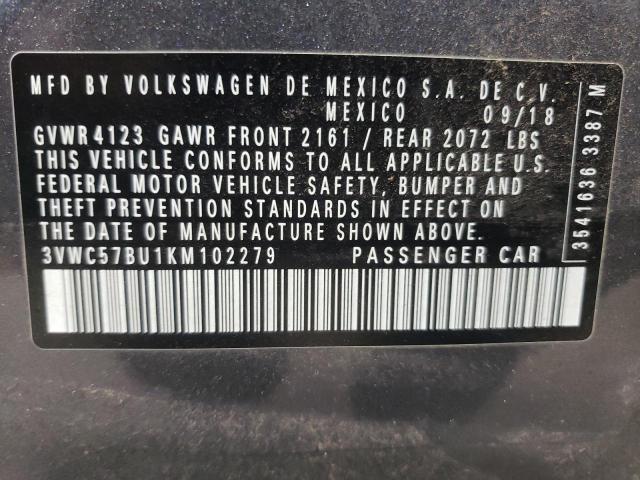 MFD BY VOLKSWAGEN DE MEXICO S.A. DE C.V.
MEXICO 09/18
GVWR 4123 GAWR FRONT 2161 / REAR 2072 LBS
THIS VEHICLE CONFORMS TO ALL APPLICABLE U.S.
FEDERAL MOTOR VEHICLE SAFETY, BUMPER AND
THEFT PREVENTION STANDARDS IN EFFECT ON
THE DATE OF MANUFACTURE SHOWN ABOVE.
3VWC57BU1KM102279 PASSENGER CAR
3541636 3387 M